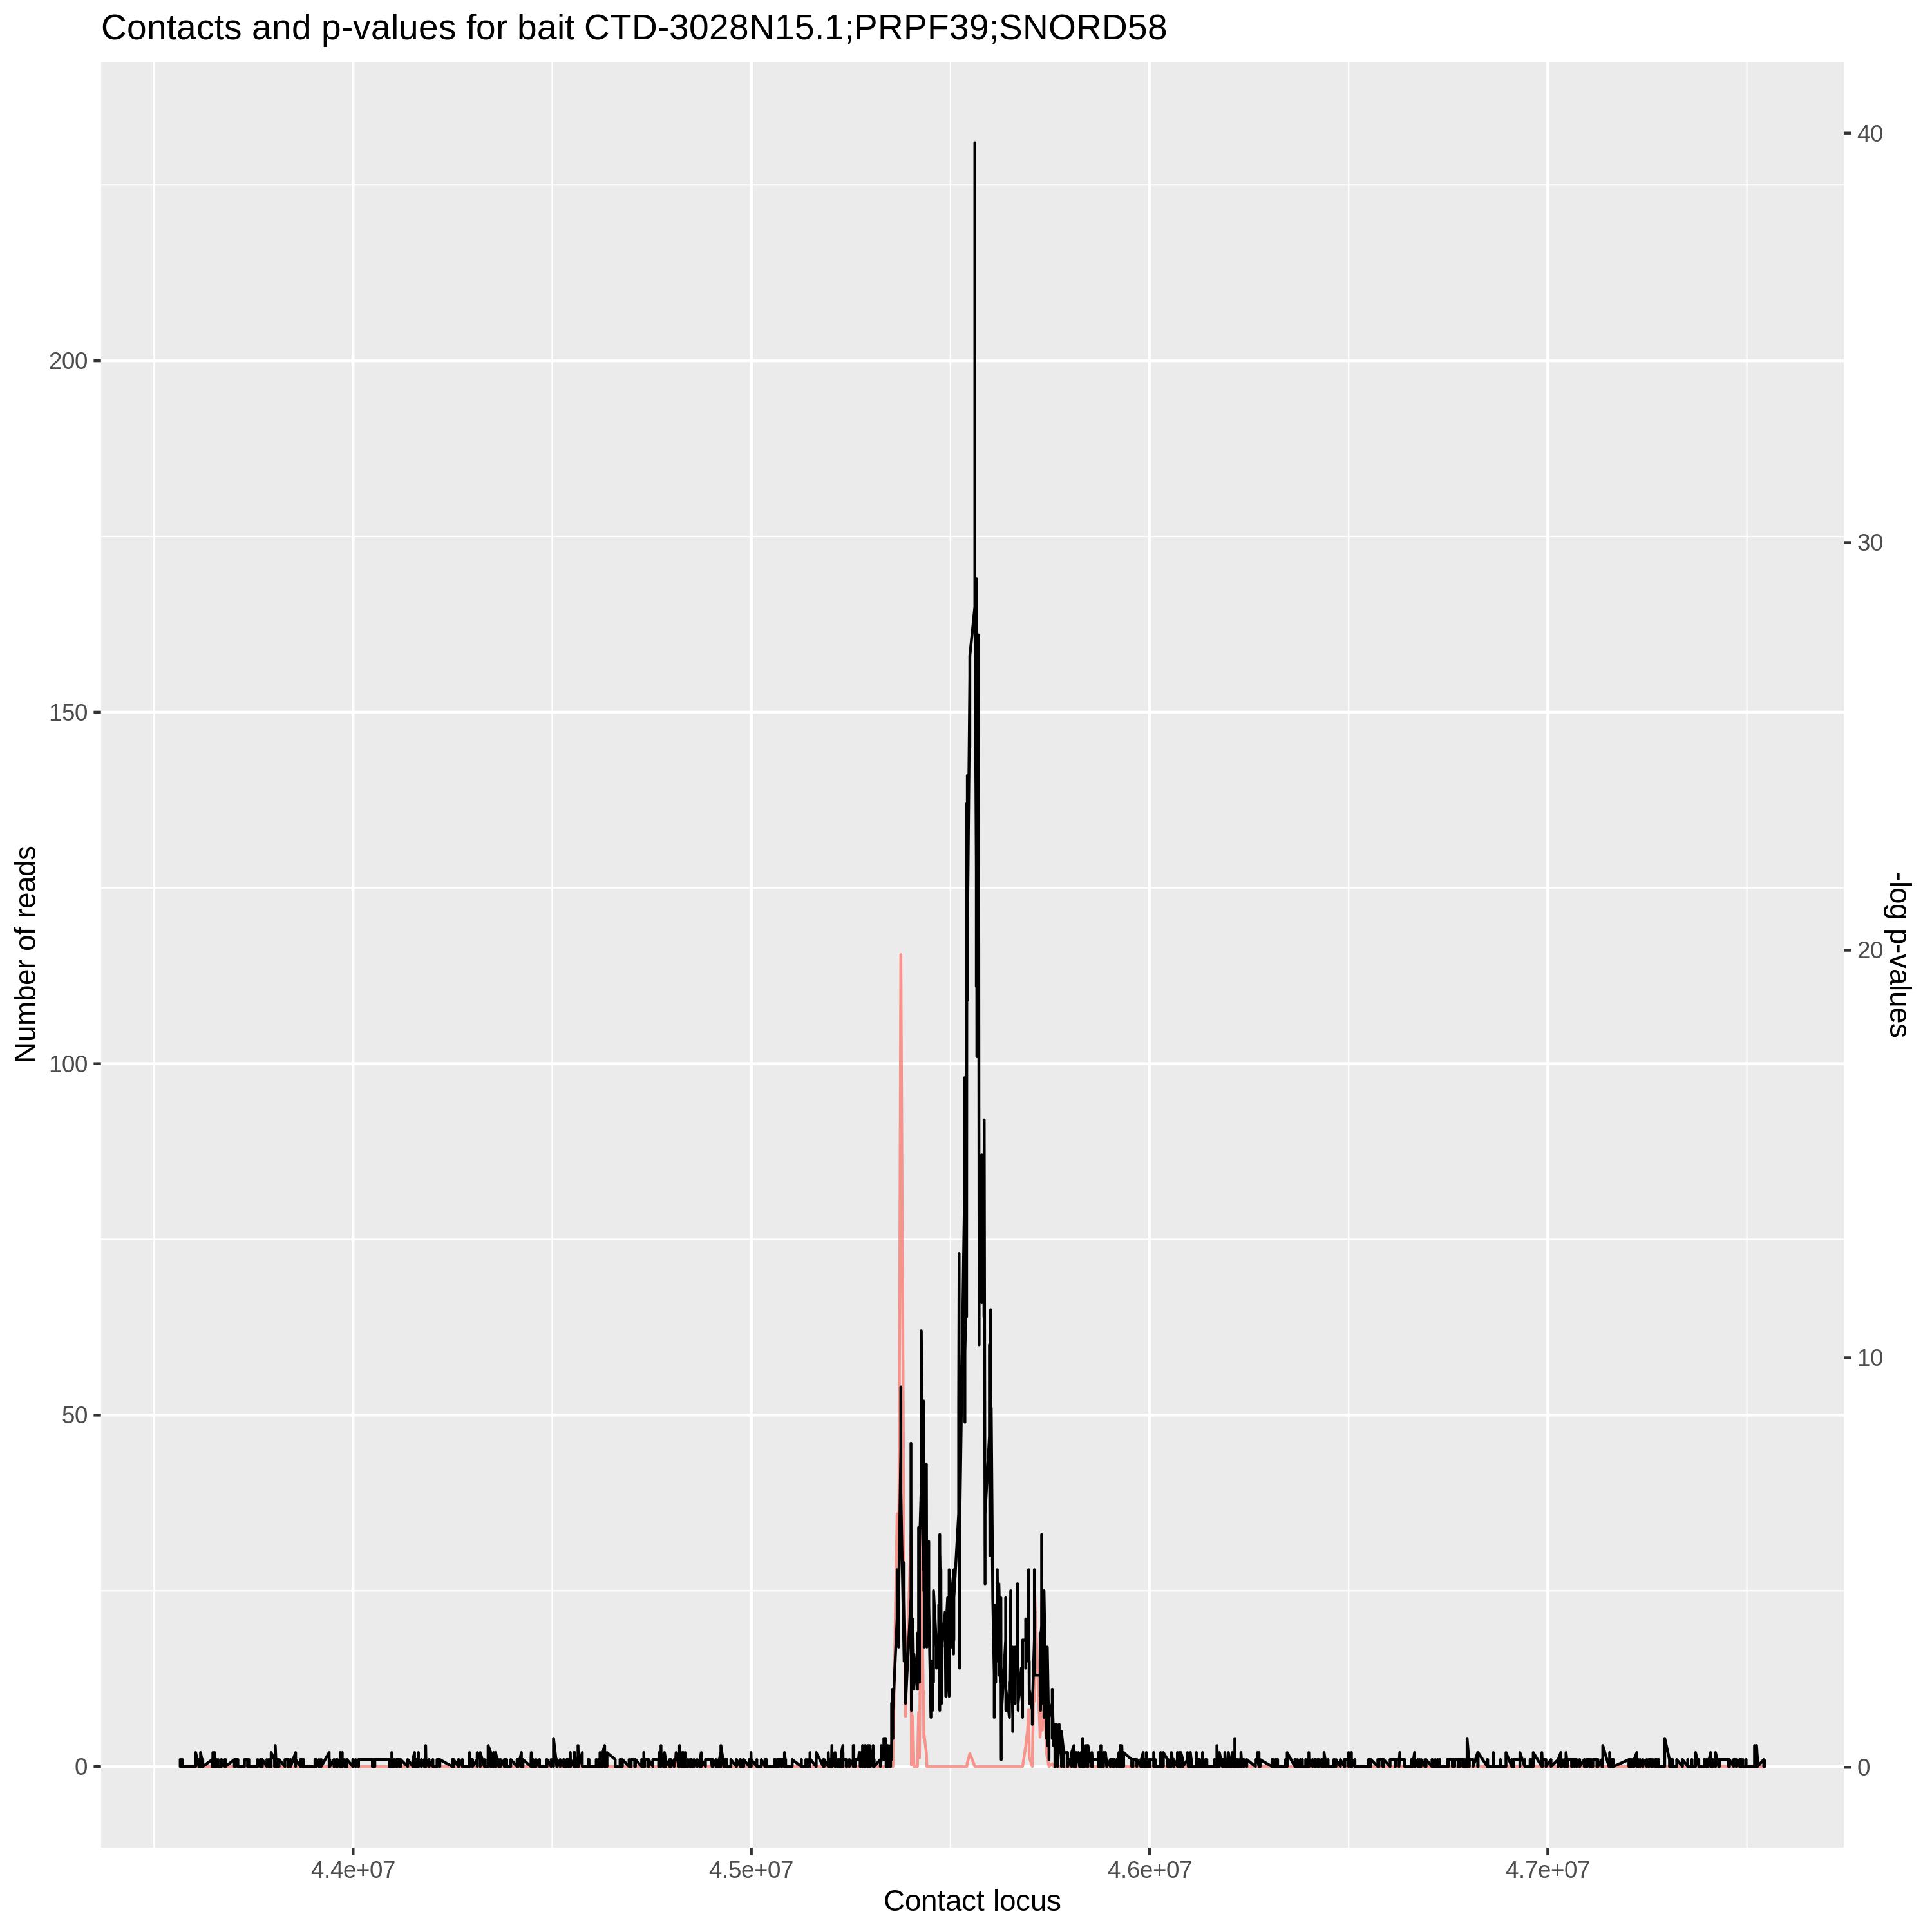 Contacts and p-values for bait CTD-3028N15.1;PRPF39;SNORD58
Number of reads
200
150
100
50
0
40
30
20
10
0
-log p-values
4.4e+07
4.5e+07
4.6e+07
4.7e+07
Contact locus